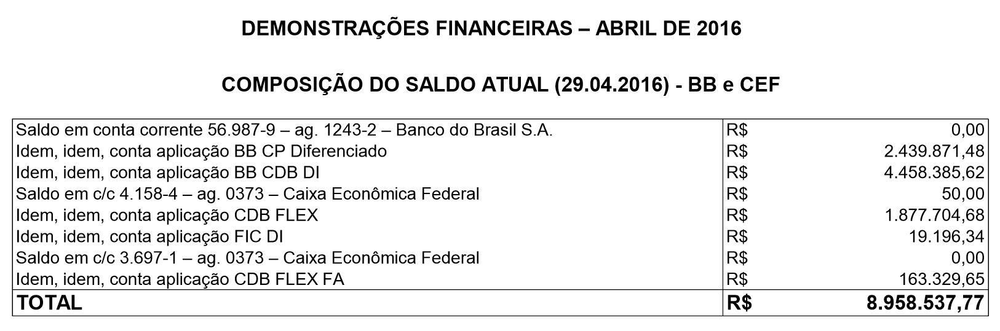 DEMONSTRAÇÕES FINANCEIRAS – ABRIL DE 2016
COMPOSIÇÃO DO SALDO ATUAL (29.04.2016) - BB e CEF
Saldo em conta corrente 56.987-9 – ag. 1243-2 – Banco do Brasil S.A. R$ 0,00
Idem, idem, conta aplicação BB CP Diferenciado R$ 2.439.871,48
Idem, idem, conta aplicação BB CDB DI R$ 4.458.385,62
Saldo em c/c 4.158-4 – ag. 0373 – Caixa Econômica Federal R$ 50,00
Idem, idem, conta aplicação CDB FLEX R$ 1.877.704,68
Idem, idem, conta aplicação FIC DI R$ 19.196,34
Saldo em c/c 3.697-1 – ag. 0373 – Caixa Econômica Federal R$ 0,00
Idem, idem, conta aplicação CDB FLEX FA R$ 163.329,65
TOTAL R$ 8.958.537,77